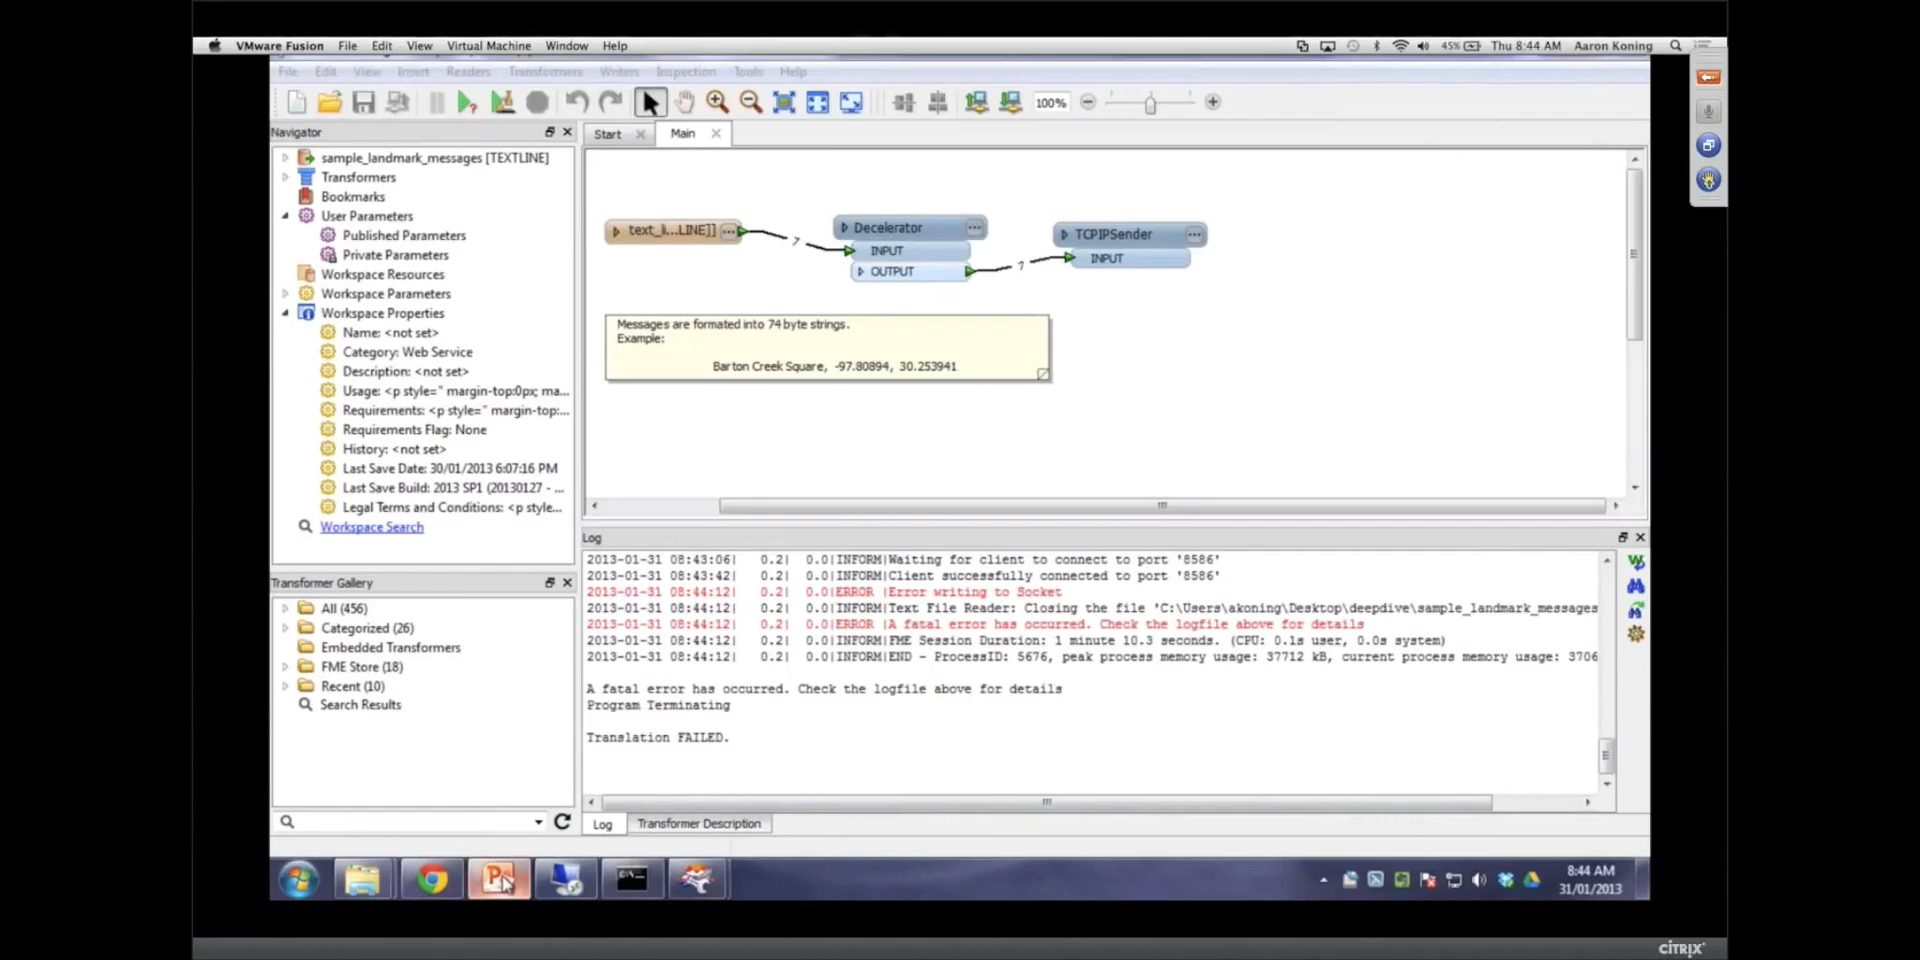 VMware Fusion File Edit View Virtual Machine Window Help 45% Thu 8:44 AM Aaron Koning
File Edit View Insert Readers Transformers Writers Inspection Tools Help
100%
Navigator
Start Main
sample_landmark_messages [TEXTLINE]
Transformers
Bookmarks
User Parameters
Published Parameters
Private Parameters
Workspace Resources
Workspace Parameters
Workspace Properties
Name: <not set>
Category: Web Service
Description: <not set>
Usage: <p style=" margin-top:0px; ma...
Requirements: <p style=" margin-top:...
Requirements Flag: None
History: <not set>
Last Save Date: 30/01/2013 6:07:16 PM
Last Save Build: 2013 SP1 (20130127 - ...
Legal Terms and Conditions: <p style...
Workspace Search
text_li...LINE]]
7
Decelerator
INPUT
OUTPUT
7
TCPIPSender
INPUT
Messages are formated into 74 byte strings.
Example:
Barton Creek Square, -97.80894, 30.253941
Transformer Gallery
All (456)
Categorized (26)
Embedded Transformers
FME Store (18)
Recent (10)
Search Results
Log
2013-01-31 08:43:06| 0.2| 0.0|INFORM|Waiting for client to connect to port '8586'
2013-01-31 08:43:42| 0.2| 0.0|INFORM|Client successfully connected to port '8586'
2013-01-31 08:44:12| 0.2| 0.0|ERROR |Error writing to Socket
2013-01-31 08:44:12| 0.2| 0.0|INFORM|Text File Reader: Closing the file 'C:\Users\akoning\Desktop\deepdive\sample_landmark_messages
2013-01-31 08:44:12| 0.2| 0.0|ERROR |A fatal error has occurred. Check the logfile above for details
2013-01-31 08:44:12| 0.2| 0.0|INFORM|FME Session Duration: 1 minute 10.3 seconds. (CPU: 0.1s user, 0.0s system)
2013-01-31 08:44:12| 0.2| 0.0|INFORM|END - ProcessID: 5676, peak process memory usage: 37712 kB, current process memory usage: 3706
A fatal error has occurred. Check the logfile above for details
Program Terminating
Translation FAILED.
Log Transformer Description
8:44 AM
31/01/2013
CITRIX